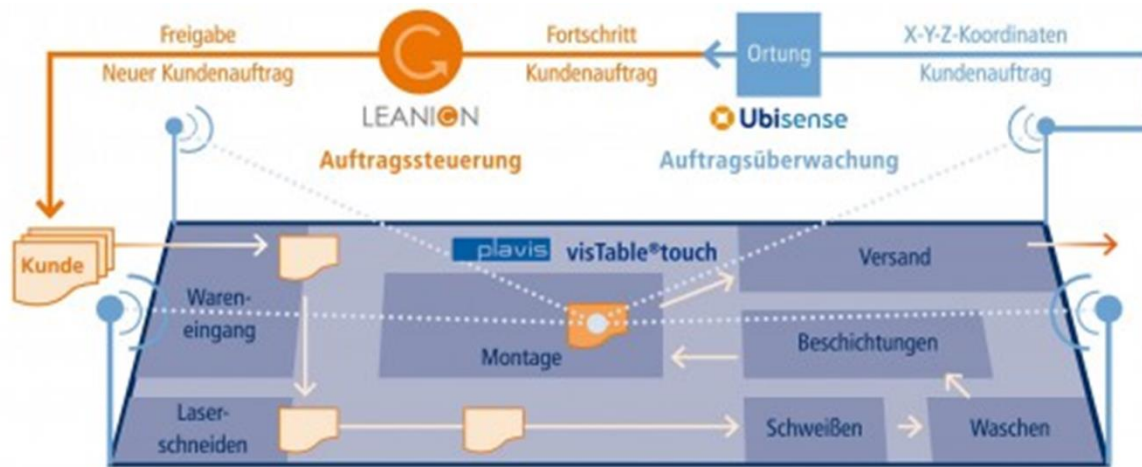 Freigabe
Neuer Kundenauftrag
LEANION
Auftragssteuerung
Fortschritt
Kundenauftrag
Ortung
Ubisense
Auftragsüberwachung
X-Y-Z-Koordinaten
Kundenauftrag
Kunde
plavis visTable®touch
Versand
Waren-
eingang
Montage
Beschichtungen
Laser-
schneiden
Schweißen
Waschen